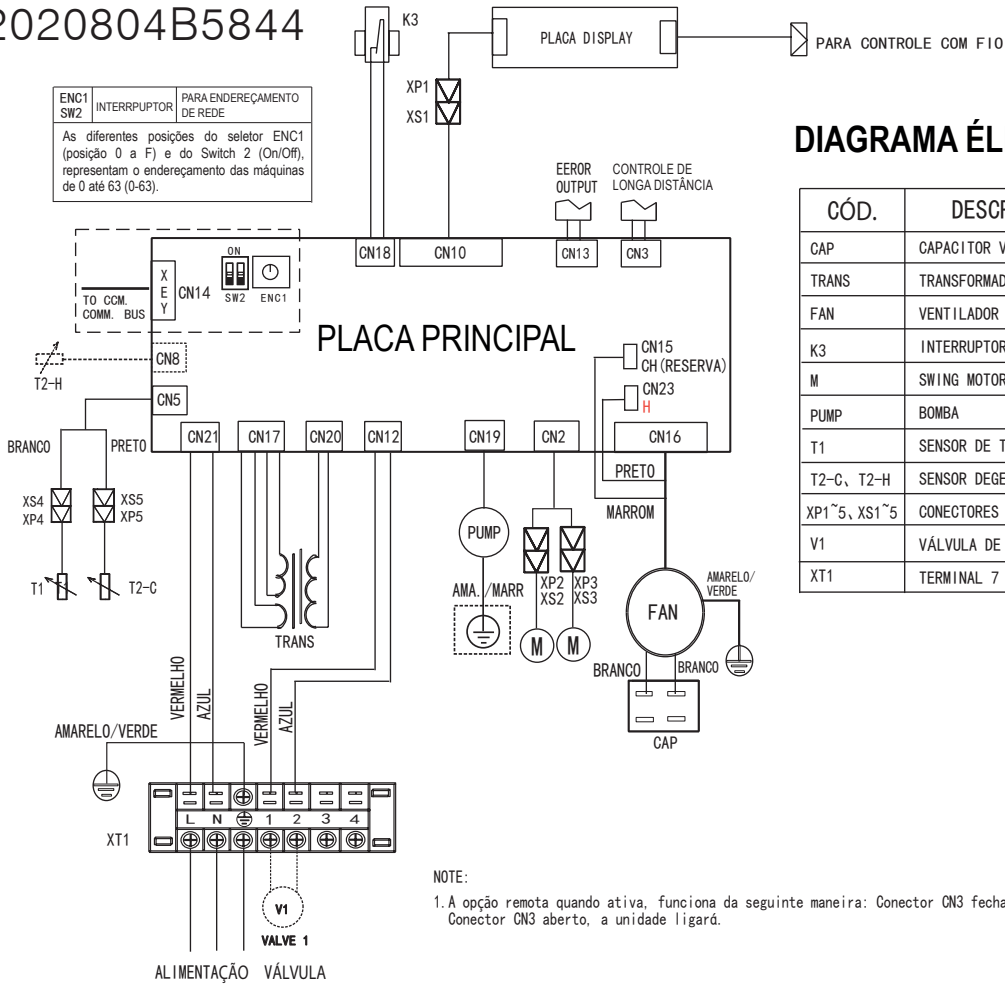 2020804B5844
K3
PLACA DISPLAY
PARA CONTROLE COM FIO
XP1
XS1
ENC1
SW2
INTERRPUPTOR
PARA ENDEREÇAMENTO
DE REDE
As diferentes posições do seletor ENC1
(posição 0 a F) e do Switch 2 (On/Off),
representam o endereçamento das máquinas
de 0 até 63 (0-63).
DIAGRAMA ÉL
EEROR
OUTPUT
CONTROLE DE
LONGA DISTÂNCIA
CÓD.
CAP
CAPACITOR V
TRANS
FAN
VENTILADOR
K3
INTERRUPTOR
M
SWING MOTOR
PUMP
BOMBA
T1
SENSOR DE T
T2-C、T2-H
XP1~5、XS1~5
CONECTORES
V1
VÁLVULA DE
XT1
TERMINAL 7
TO CCM.
COMM. BUS
X
E
Y
CN14
ON
SW2
ENC1
CN18
CN10
CN13
CN3
PLACA PRINCIPAL
CN8
T2-H
CN5
CN15
CH(RESERVA)
CN23
H
CN21
CN17
CN20
CN12
CN19
CN2
CN16
BRANCO
PRETO
PRETO
MARROM
XS4
XP4
XS5
XP5
T1
T2-C
TRANS
PUMP
AMA./MARR
XP2
XS2
XP3
XS3
M
M
FAN
AMARELO/
VERDE
BRANCO
BRANCO
CAP
VERMELHO
AZUL
VERMELHO
AZUL
AMARELO/VERDE
XT1
L N 1 2 3 4
V1
VALVE 1
ALIMENTAÇÃO VÁLVULA
NOTE:
1.A opção remota quando ativa, funciona da seguinte maneira: Conector CN3 fecha
Conector CN3 aberto, a unidade ligará.